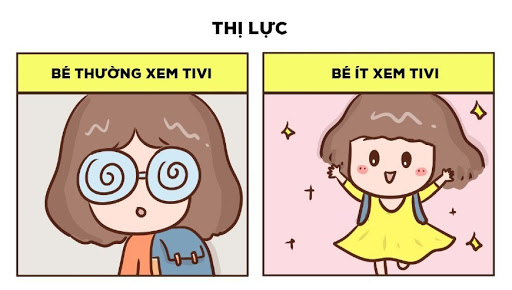 THỊ LỰC
BÉ THƯỜNG XEM TIVI
BÉ ÍT XEM TIVI